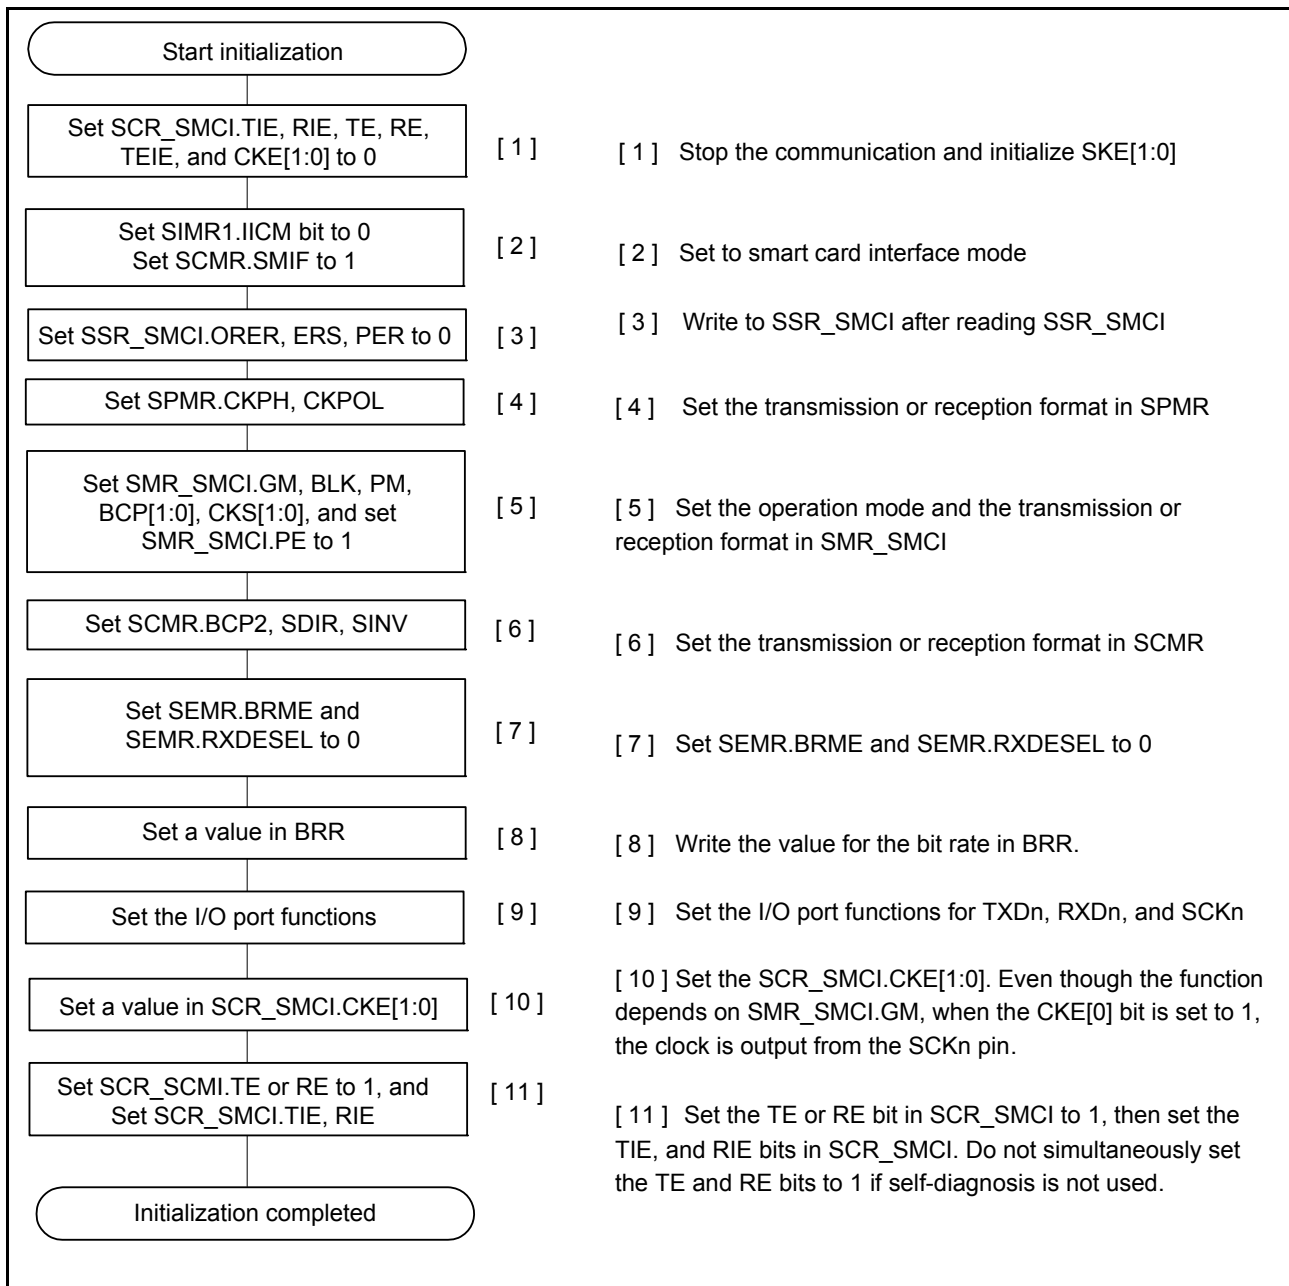 Start initialization
Set SCR_SMCI.TIE, RIE, TE, RE,
TEIE, and CKE[1:0] to 0
[ 1 ]
[ 1 ] Stop the communication and initialize SKE[1:0]
Set SIMR1.IICM bit to 0
Set SCMR.SMIF to 1
[ 2 ]
[ 2 ] Set to smart card interface mode
Set SSR_SMCI.ORER, ERS, PER to 0
[ 3 ]
[ 3 ] Write to SSR_SMCI after reading SSR_SMCI
Set SPMR.CKPH, CKPOL
[ 4 ]
[ 4 ] Set the transmission or reception format in SPMR
Set SMR_SMCI.GM, BLK, PM,
BCP[1:0], CKS[1:0], and set
SMR_SMCI.PE to 1
[ 5 ]
[ 5 ] Set the operation mode and the transmission or
reception format in SMR_SMCI
Set SCMR.BCP2, SDIR, SINV
[ 6 ]
[ 6 ] Set the transmission or reception format in SCMR
Set SEMR.BRME and
SEMR.RXDESEL to 0
[ 7 ]
[ 7 ] Set SEMR.BRME and SEMR.RXDESEL to 0
Set a value in BRR
[ 8 ]
[ 8 ] Write the value for the bit rate in BRR.
Set the I/O port functions
[ 9 ]
[ 9 ] Set the I/O port functions for TXDn, RXDn, and SCKn
Set a value in SCR_SMCI.CKE[1:0]
[ 10 ]
[ 10 ] Set the SCR_SMCI.CKE[1:0]. Even though the function
depends on SMR_SMCI.GM, when the CKE[0] bit is set to 1,
the clock is output from the SCKn pin.
Set SCR_SCMI.TE or RE to 1, and
Set SCR_SMCI.TIE, RIE
[ 11 ]
[ 11 ] Set the TE or RE bit in SCR_SMCI to 1, then set the
TIE, and RIE bits in SCR_SMCI. Do not simultaneously set
the TE and RE bits to 1 if self-diagnosis is not used.
Initialization completed